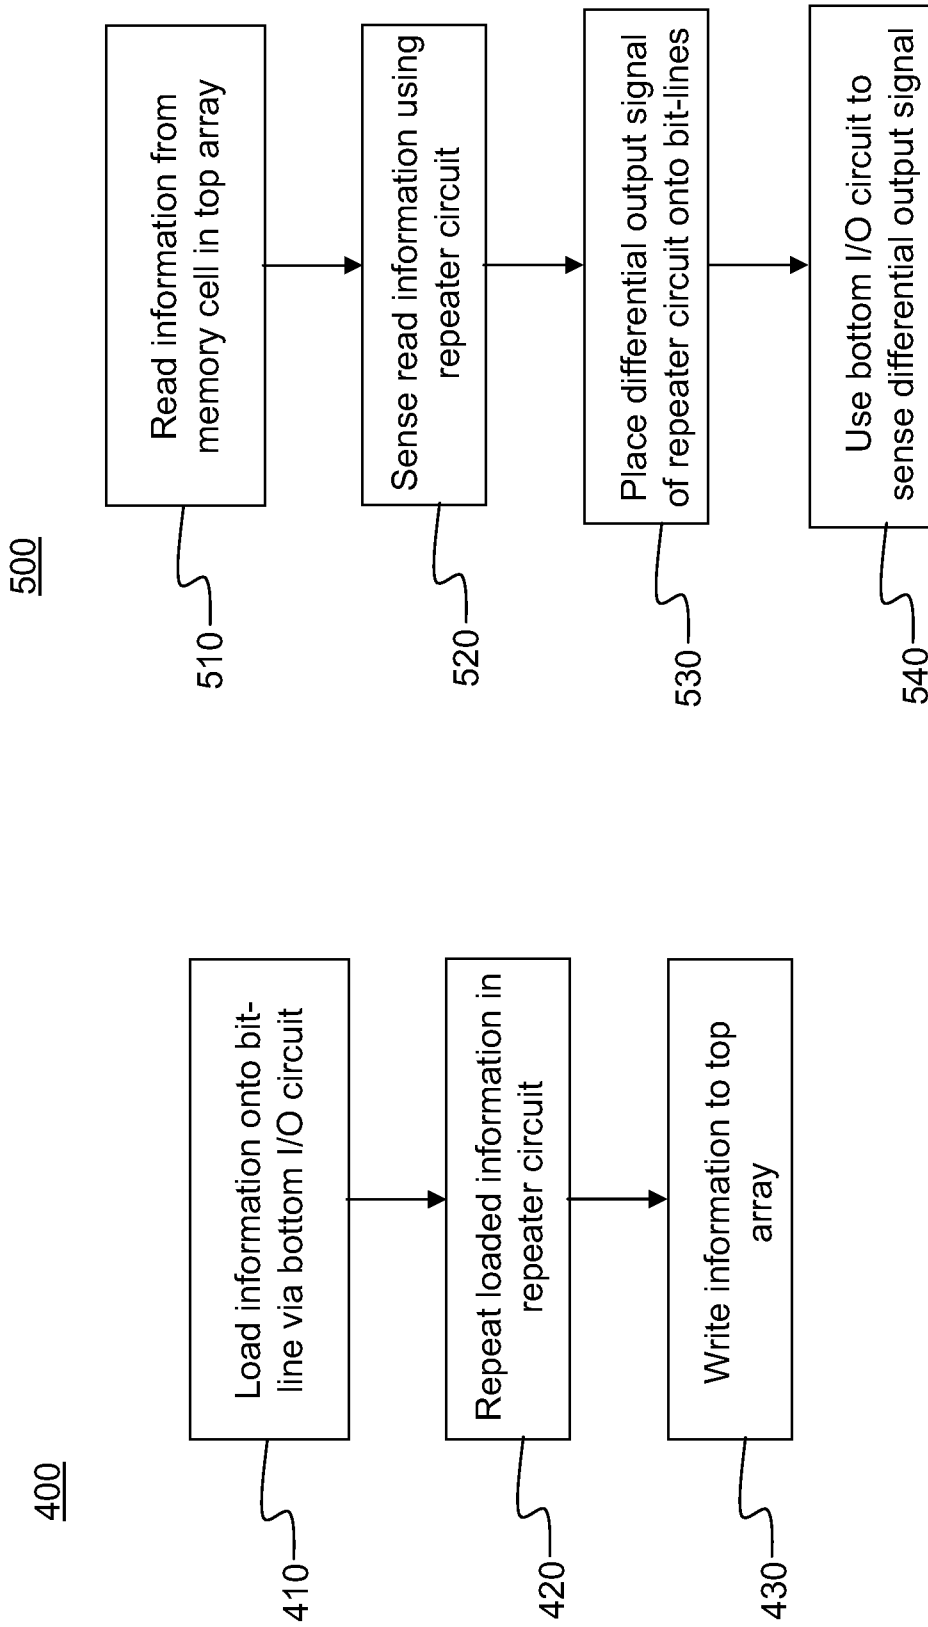 400
410
Load information onto bit-
line via bottom I/O circuit
420
Repeat loaded information in
repeater circuit
430
Write information to top
array
500
510
Read information from
memory cell in top array
520
Sense read information using
repeater circuit
530
Place differential output signal
of repeater circuit onto bit-lines
540
Use bottom I/O circuit to
sense differential output signal